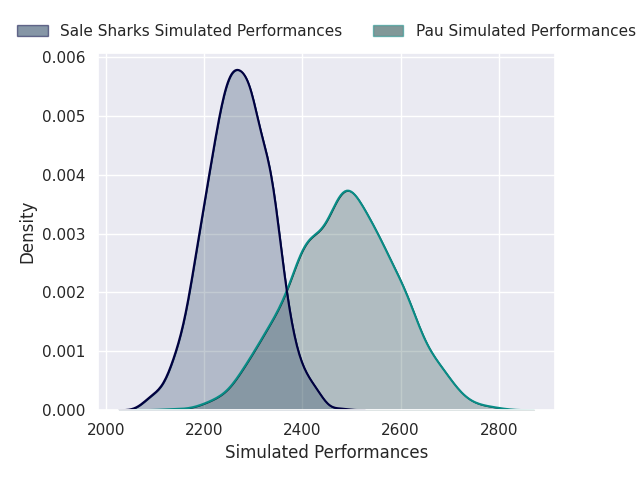 Sale Sharks Simulated Performances
Pau Simulated Performances
0.006
0.005
0.004
0.003
0.002
0.001
0.000
Density
2000 2200 2400 2600 2800
Simulated Performances